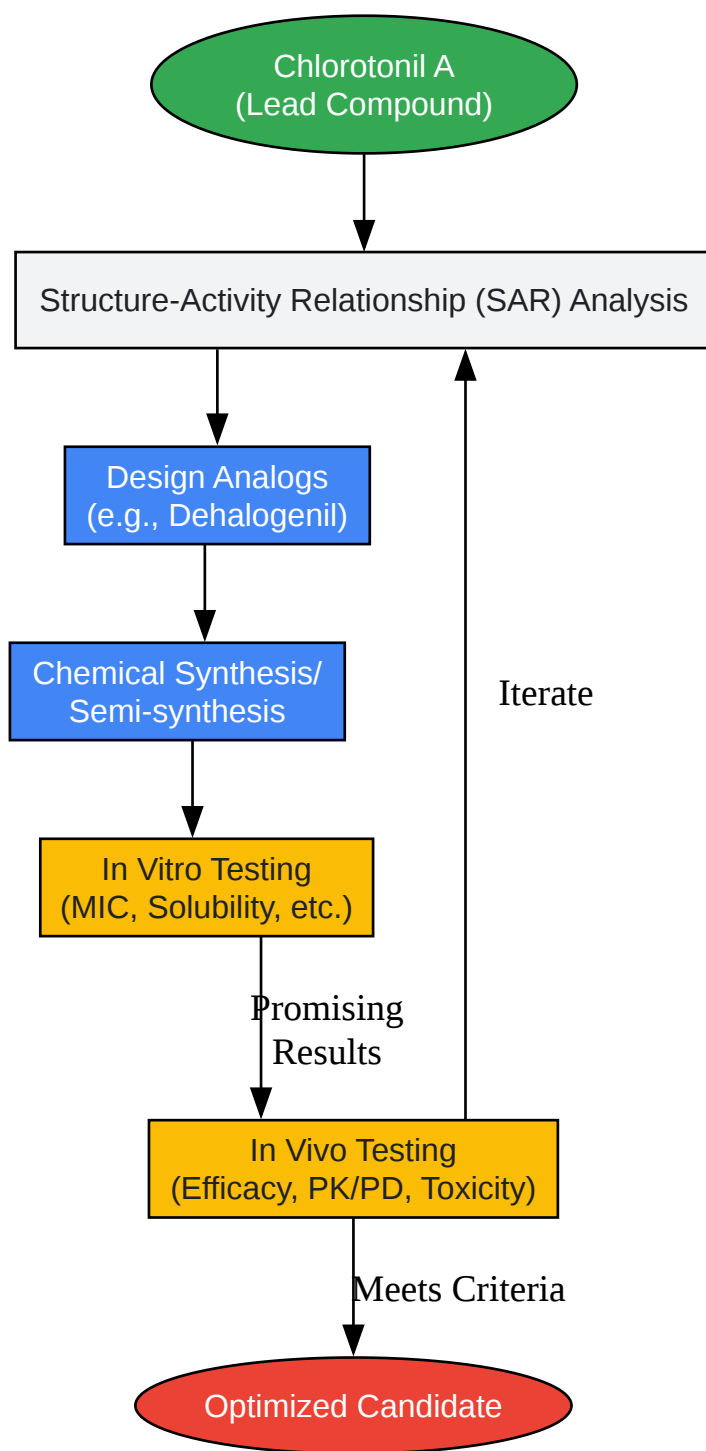 Chlorotonil A
(Lead Compound)
Structure-Activity Relationship (SAR) Analysis
Design Analogs
(e.g., Dehalogenil)
Chemical Synthesis/
Semi-synthesis
Iterate
In Vitro Testing
(MIC, Solubility, etc.)
Promising
Results
In Vivo Testing
(Efficacy, PK/PD, Toxicity)
Meets Criteria
Optimized Candidate